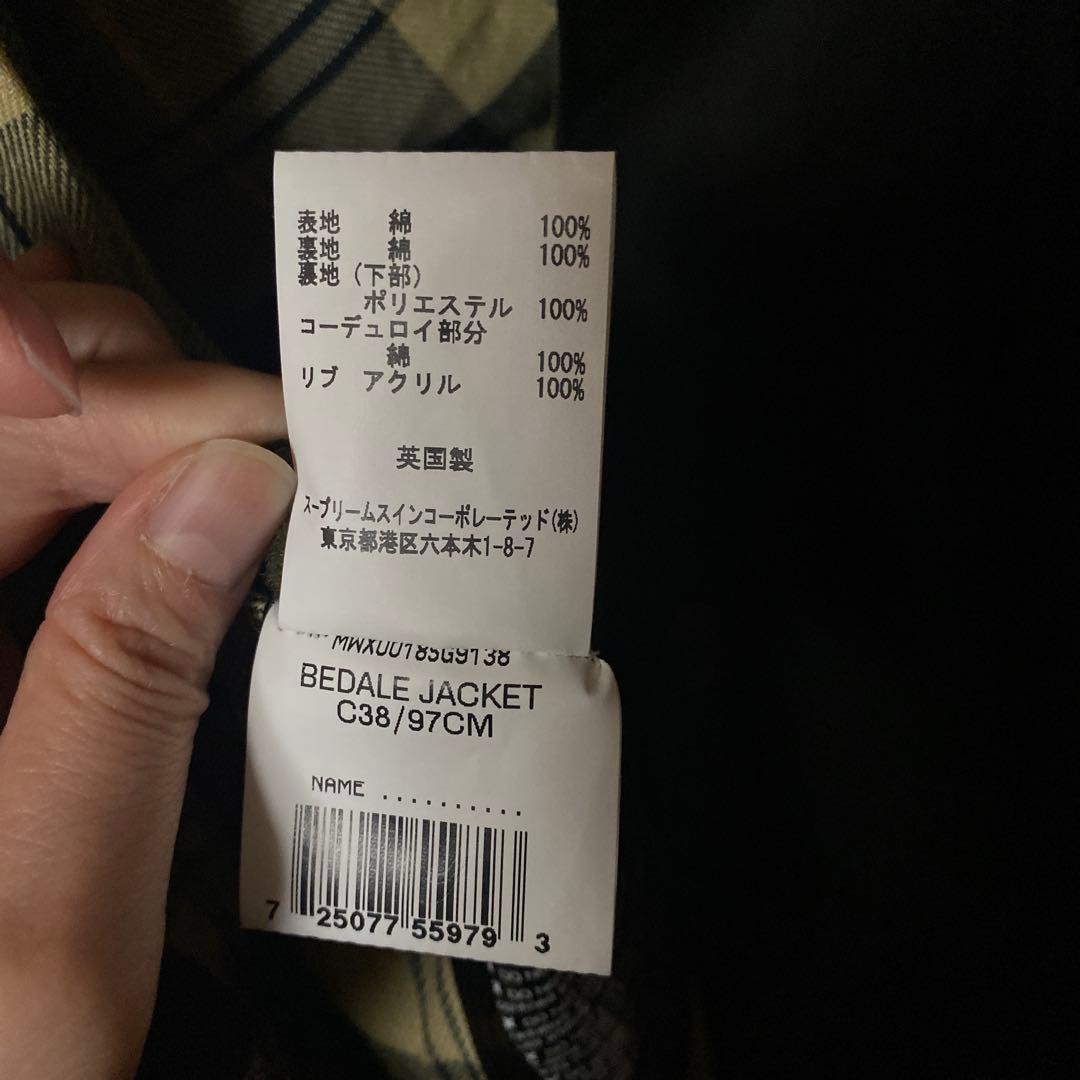 表地 綿 100%
裏地 綿 100%
裏地（下部）
ポリエステル 100%
コーデュロイ部分
綿 100%
リブ アクリル 100%
英国製
スープリームスインコーポレーテッド(株)
東京都港区六本木1-8-7
MWX0018SG9138
BEDALE JACKET
C38/97CM
NAME ..........
7 25077 55979 3